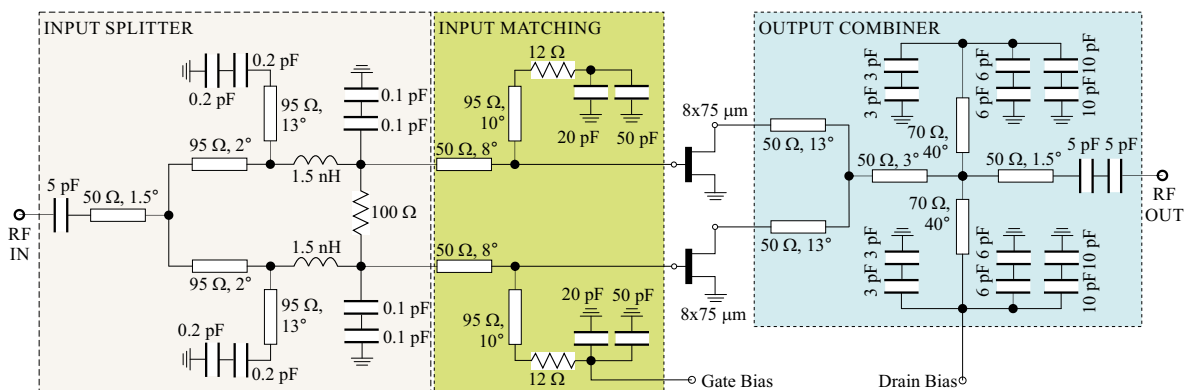 INPUT SPLITTER
0.2 pF
0.2 pF
95 Ω,
13°
0.1 pF
0.1 pF
95 Ω, 2°
1.5 nH
5 pF
50 Ω, 1.5°
RF
IN
100 Ω
1.5 nH
95 Ω, 2°
95 Ω,
13°
0.1 pF
0.1 pF
0.2 pF
0.2 pF
INPUT MATCHING
12 Ω
95 Ω,
10°
20 pF
50 pF
50 Ω, 8°
50 Ω, 8°
20 pF
50 pF
95 Ω,
10°
12 Ω
Gate Bias
8x75 μm
8x75 μm
OUTPUT COMBINER
3 pF
3 pF
6 pF
6 pF
10 pF
10 pF
70 Ω,
40°
50 Ω, 13°
50 Ω, 3°
50 Ω, 1.5°
5 pF
5 pF
RF
OUT
50 Ω, 13°
70 Ω,
40°
3 pF
3 pF
6 pF
6 pF
10 pF
10 pF
Drain Bias